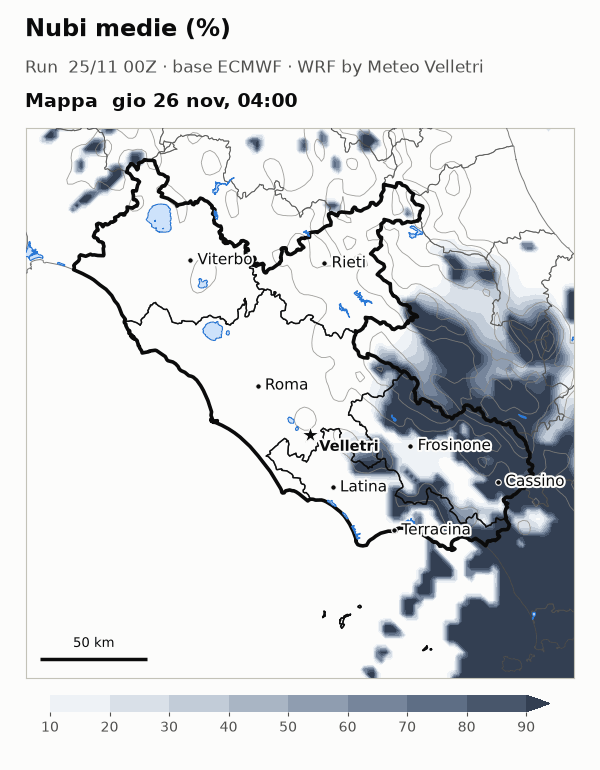 Nubi medie (%)
Run  25/11 00Z · base ECMWF · WRF by Meteo Velletri
Mappa  gio 26 nov, 04:00
Viterbo
Rieti
Roma
Velletri
Frosinone
Latina
Cassino
Terracina
50 km
10 20 30 40 50 60 70 80 90